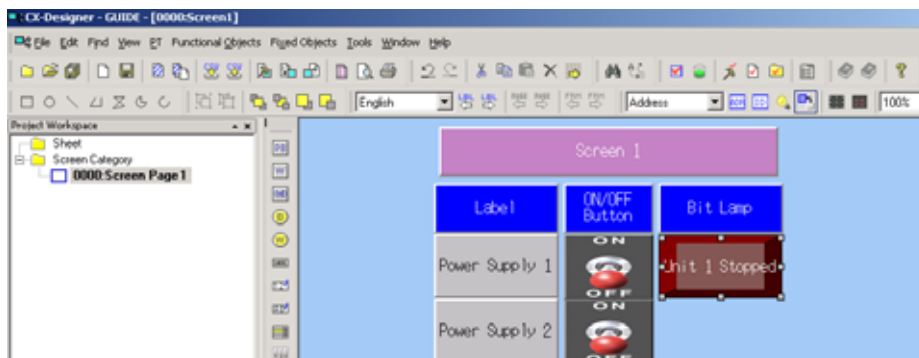 CX-Designer - GUIDE - [0000:Screen1]
File Edit Find View PT Functional Objects Fixed Objects Tools Window Help
English Address 100%
Project Workspace
Sheet
Screen Category
0000:Screen Page1
Screen 1
Label ON/OFF Button Bit Lamp
ON
Power Supply 1 Unit 1 Stopped
OFF
ON
Power Supply 2
OFF